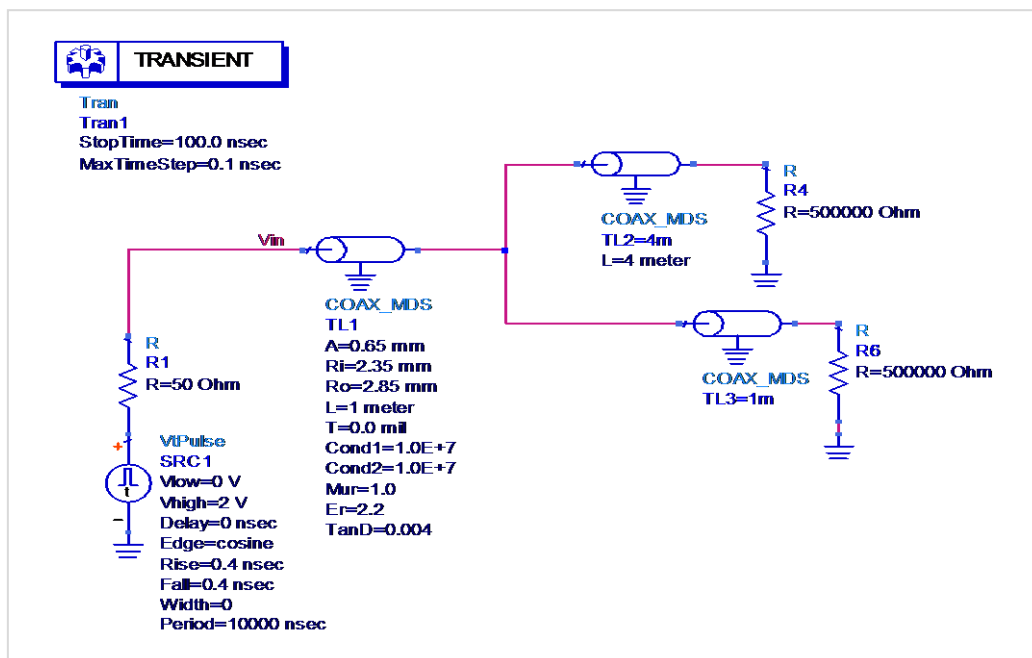 TRANSIENT
Tran
Tran1
StopTime=100.0 nsec
MaxTimeStep=0.1 nsec
Vin
R
R1
R=50 Ohm
+
VtPulse
SRC1
Vlow=0 V
Vhigh=2 V
Delay=0 nsec
Edge=cosine
Rise=0.4 nsec
Fall=0.4 nsec
Width=0
Period=10000 nsec
t
−
COAX_MDS
TL1
A=0.65 mm
Ri=2.35 mm
Ro=2.85 mm
L=1 meter
T=0.0 mil
Cond1=1.0E+7
Cond2=1.0E+7
Mur=1.0
Er=2.2
TanD=0.004
COAX_MDS
TL2=4m
L=4 meter
R
R4
R=500000 Ohm
COAX_MDS
TL3=1m
R
R6
R=500000 Ohm